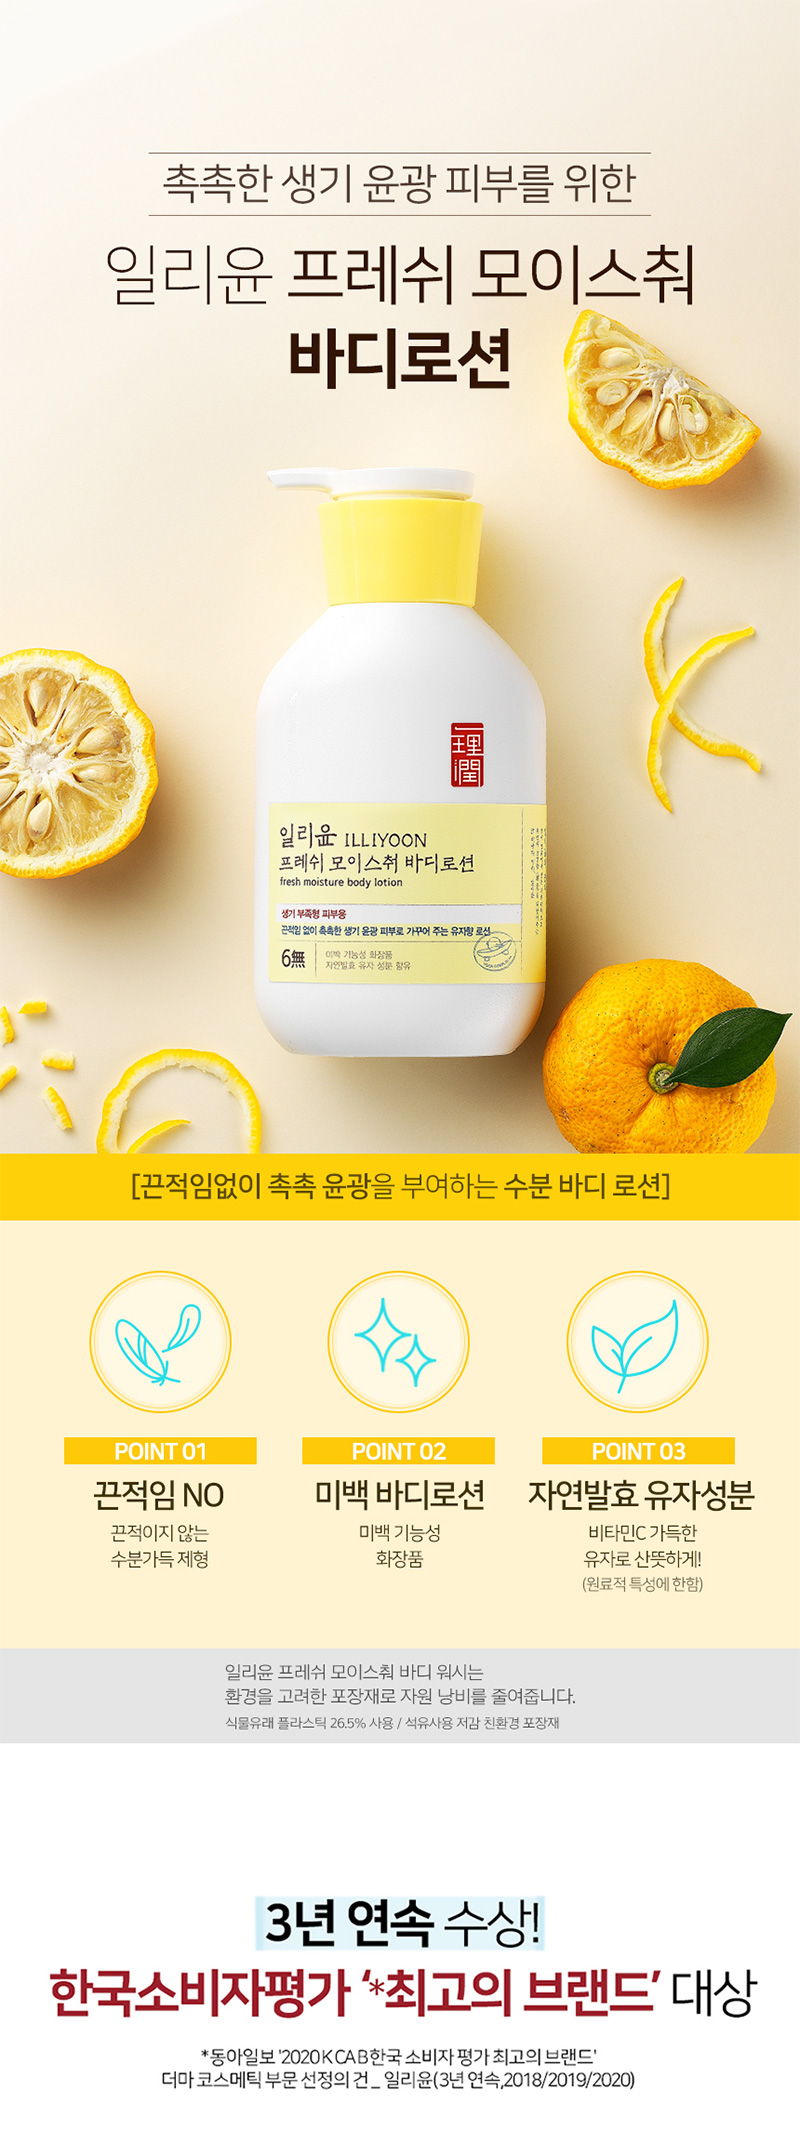 촉촉한 생기 윤광 피부를 위한
일리윤 프레쉬 모이스춰
바디로션
一理
潤
일리윤 ILLIYOON
프레쉬 모이스춰 바디로션
fresh moisture body lotion
생기 부족형 피부용
끈적임 없이 촉촉한 생기 윤광 피부로 가꾸어 주는 유자향 로션
6無
미백 기능성 화장품
자연발효 유자 성분 함유
[끈적임없이 촉촉 윤광을 부여하는 수분 바디 로션]
POINT 01
끈적임 NO
끈적이지 않는
수분가득 제형
POINT 02
미백 바디로션
미백 기능성
화장품
POINT 03
자연발효 유자성분
비타민C 가득한
유자로 산뜻하게!
(원료적 특성에 한함)
일리윤 프레쉬 모이스춰 바디 워시는
환경을 고려한 포장재로 자원 낭비를 줄여줍니다.
식물유래 플라스틱 26.5% 사용 / 석유사용 저감 친환경 포장재
3년 연속 수상!
한국소비자평가 '*최고의 브랜드' 대상
*동아일보 '2020 KCAB 한국 소비자 평가 최고의 브랜드'
더마 코스메틱 부문 선정의 건 _ 일리윤(3년 연속,2018/2019/2020)